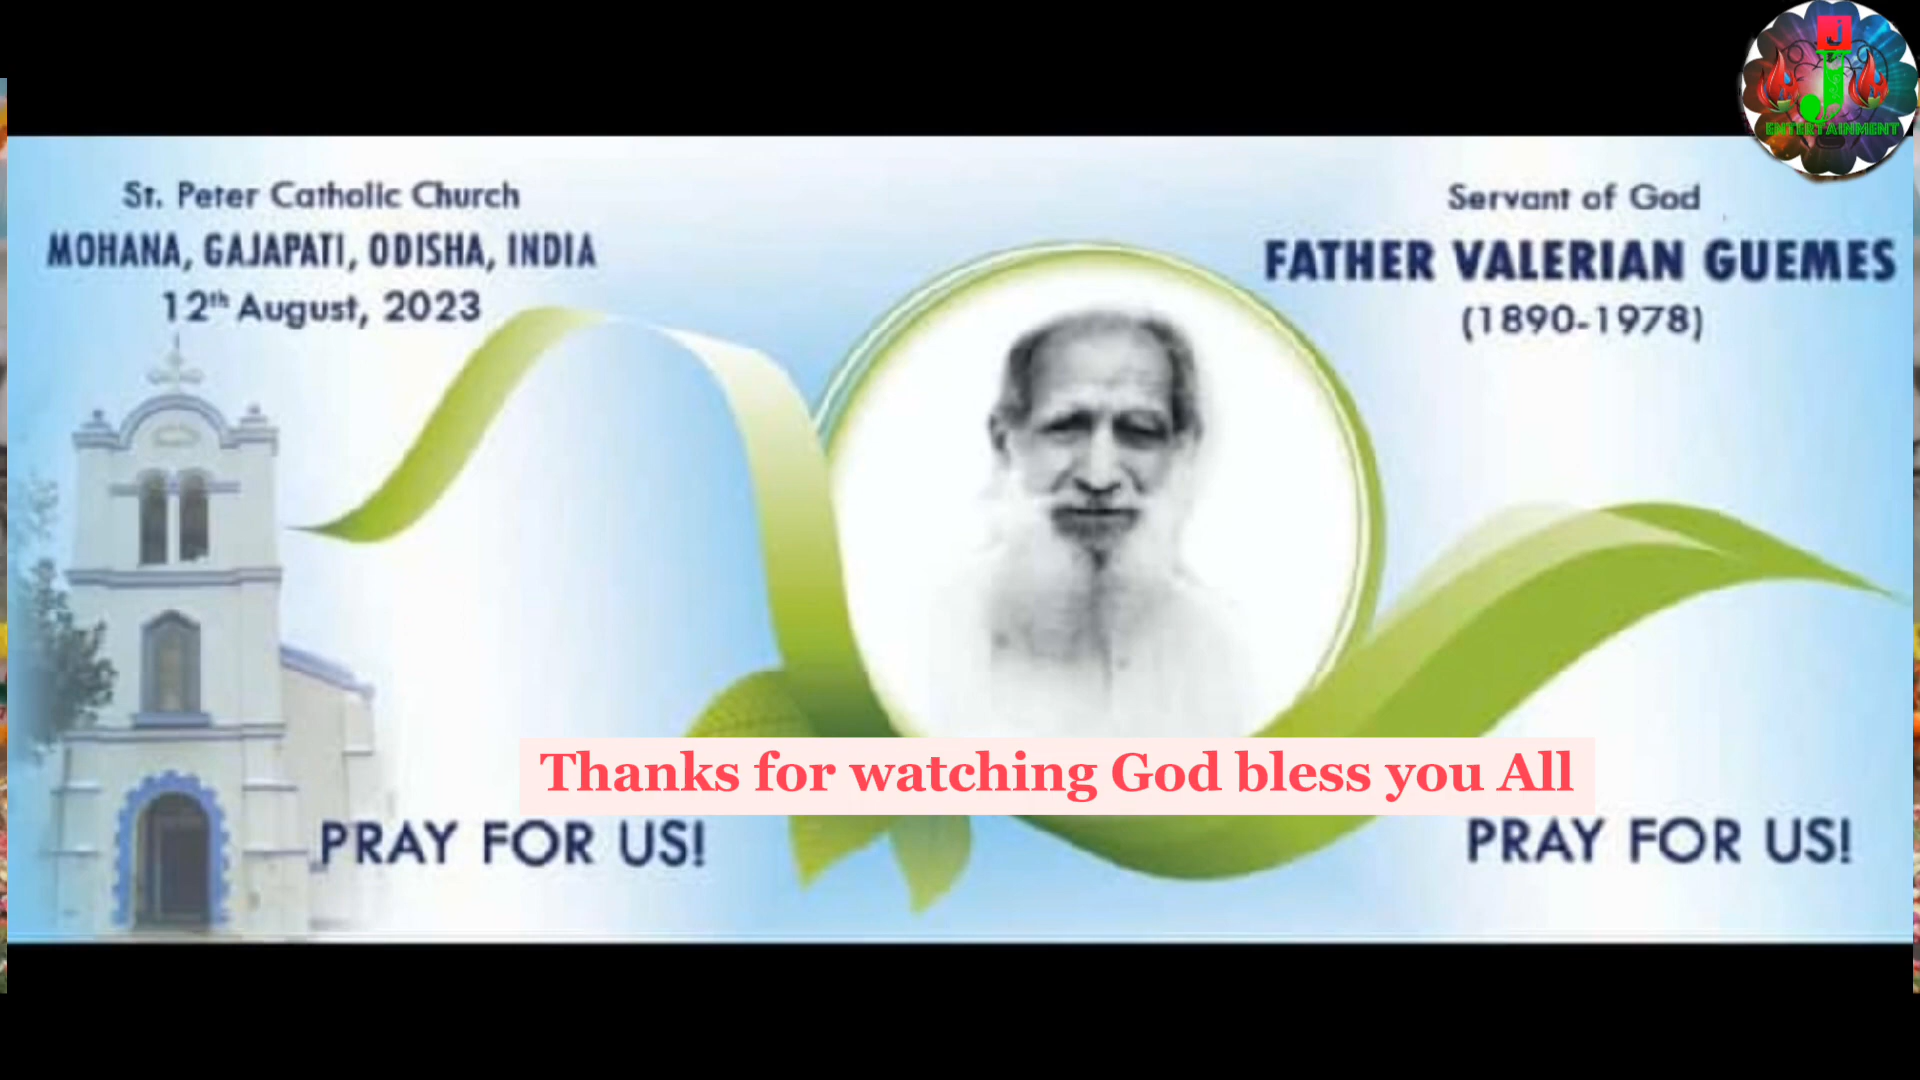 St. Peter Catholic Church
MOHANA, GAJAPATI, ODISHA, INDIA
12th August, 2023
Servant of God
FATHER VALERIAN GUEMES
(1890-1978)
Thanks for watching God bless you All
PRAY FOR US!
PRAY FOR US!
J
J
ENTERTAINMENT